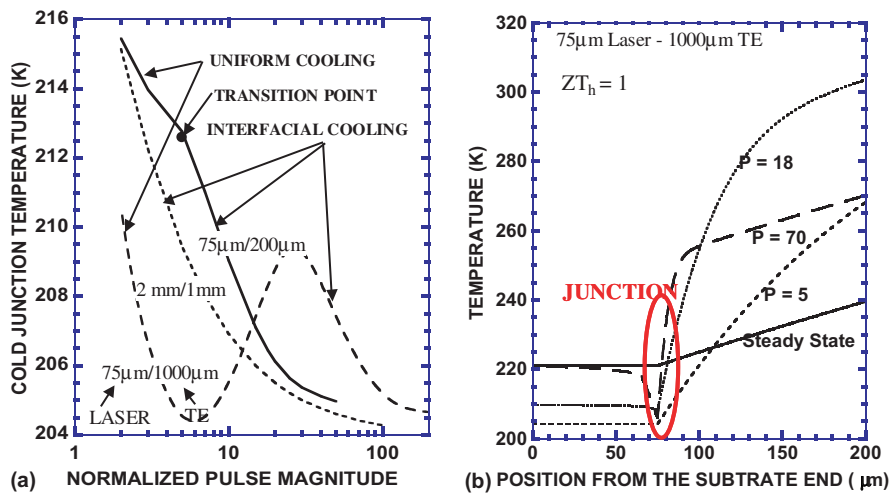 216
214
212
210
208
206
204
COLD JUNCTION TEMPERATURE (K)
UNIFORM COOLING
TRANSITION POINT
INTERFACIAL COOLING
75µm/200µm
2 mm/1mm
75µm/1000µm
LASER TE
1 10 100
(a) NORMALIZED PULSE MAGNITUDE
320
300
280
260
240
220
200
TEMPERATURE (K)
75µm Laser - 1000µm TE
ZTh = 1
P = 18
P = 70
JUNCTION
P = 5
Steady State
0 50 100 150 200
(b) POSITION FROM THE SUBTRATE END ( µm)